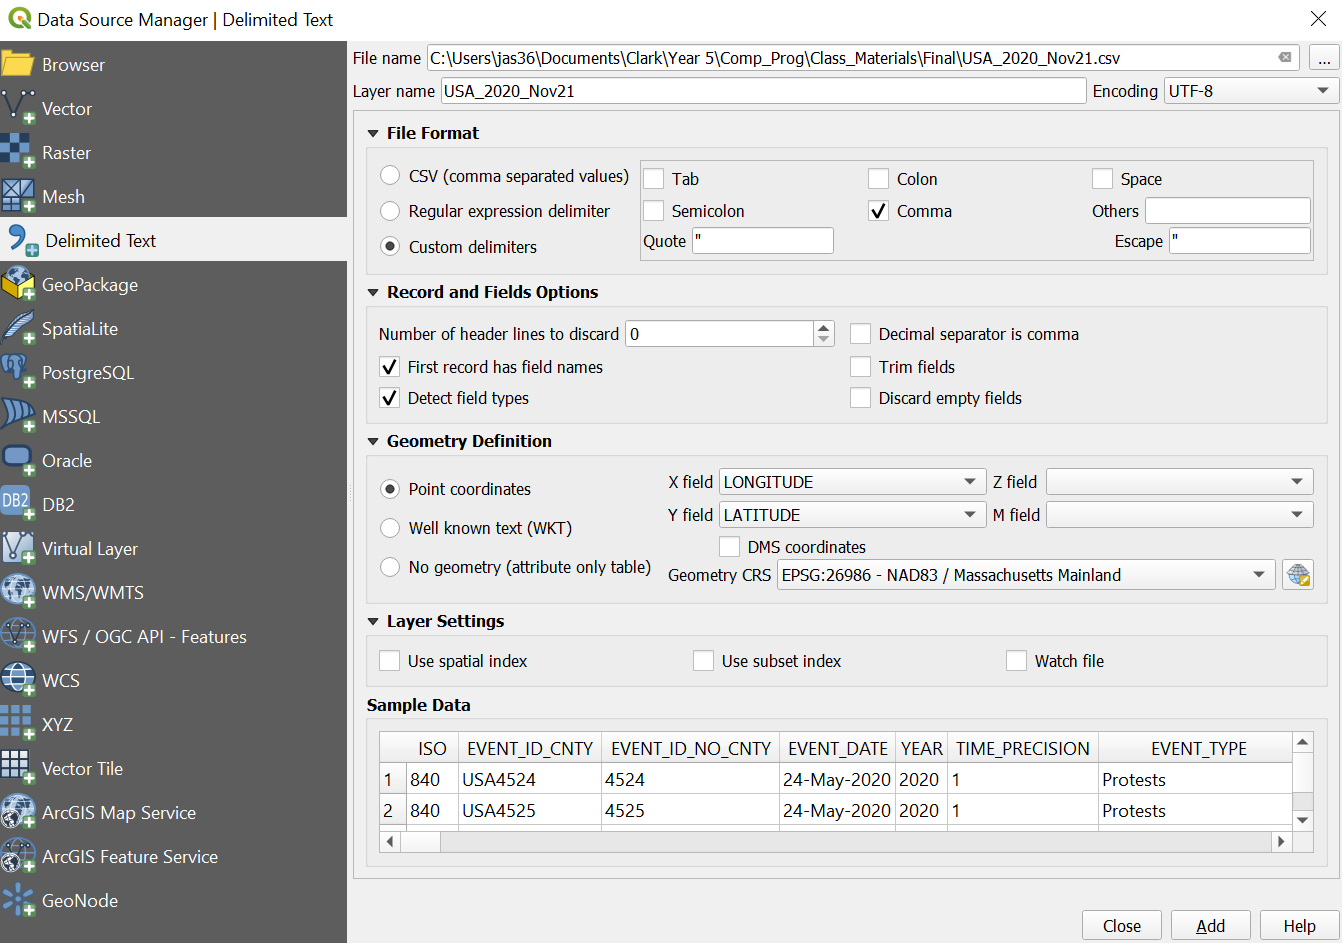 Data Source Manager | Delimited Text
Browser
Vector
Raster
Mesh
Delimited Text
GeoPackage
SpatiaLite
PostgreSQL
MSSQL
Oracle
DB2
DB2
Virtual Layer
WMS/WMTS
WFS / OGC API - Features
WCS
XYZ
Vector Tile
ArcGIS Map Service
ArcGIS Feature Service
GeoNode
File name C:\Users\jas36\Documents\Clark\Year 5\Comp_Prog\Class_Materials\Final\USA_2020_Nov21.csv ...
Layer name USA_2020_Nov21 Encoding UTF-8
File Format
CSV (comma separated values) Tab Colon Space
Regular expression delimiter Semicolon Comma Others
Custom delimiters Quote " Escape "
Record and Fields Options
Number of header lines to discard 0 Decimal separator is comma
First record has field names Trim fields
Detect field types Discard empty fields
Geometry Definition
Point coordinates X field LONGITUDE Z field
Y field LATITUDE M field
Well known text (WKT)
DMS coordinates
No geometry (attribute only table) Geometry CRS EPSG:26986 - NAD83 / Massachusetts Mainland
Layer Settings
Use spatial index Use subset index Watch file
Sample Data
ISO EVENT_ID_CNTY EVENT_ID_NO_CNTY EVENT_DATE YEAR TIME_PRECISION EVENT_TYPE
1 840 USA4524 4524 24-May-2020 2020 1 Protests
2 840 USA4525 4525 24-May-2020 2020 1 Protests
Close Add Help